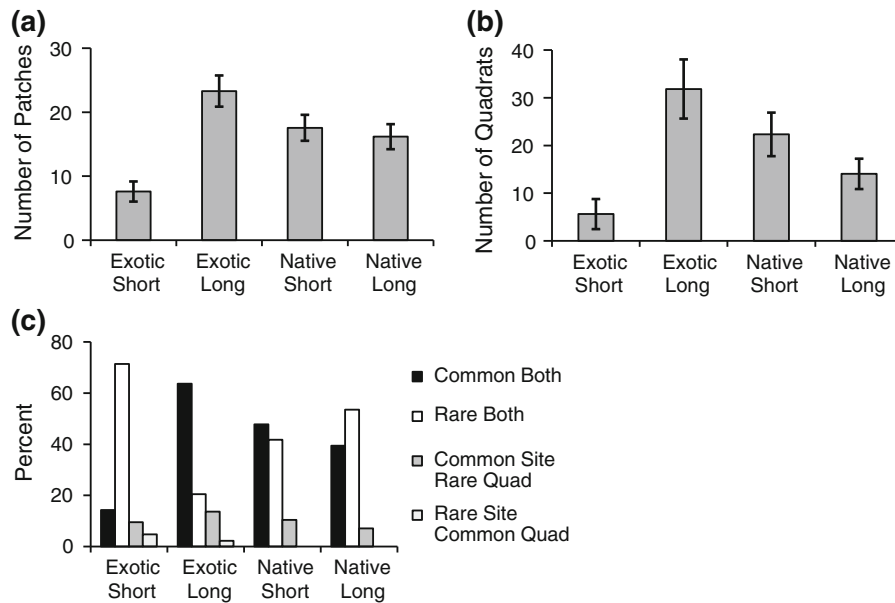 (a)
Number of Patches
30
20
10
0
Exotic Short
Exotic Long
Native Short
Native Long
(b)
Number of Quadrats
40
30
20
10
0
Exotic Short
Exotic Long
Native Short
Native Long
(c)
Percent
80
60
40
20
0
Exotic Short
Exotic Long
Native Short
Native Long
Common Both
Rare Both
Common Site
Rare Quad
Rare Site
Common Quad